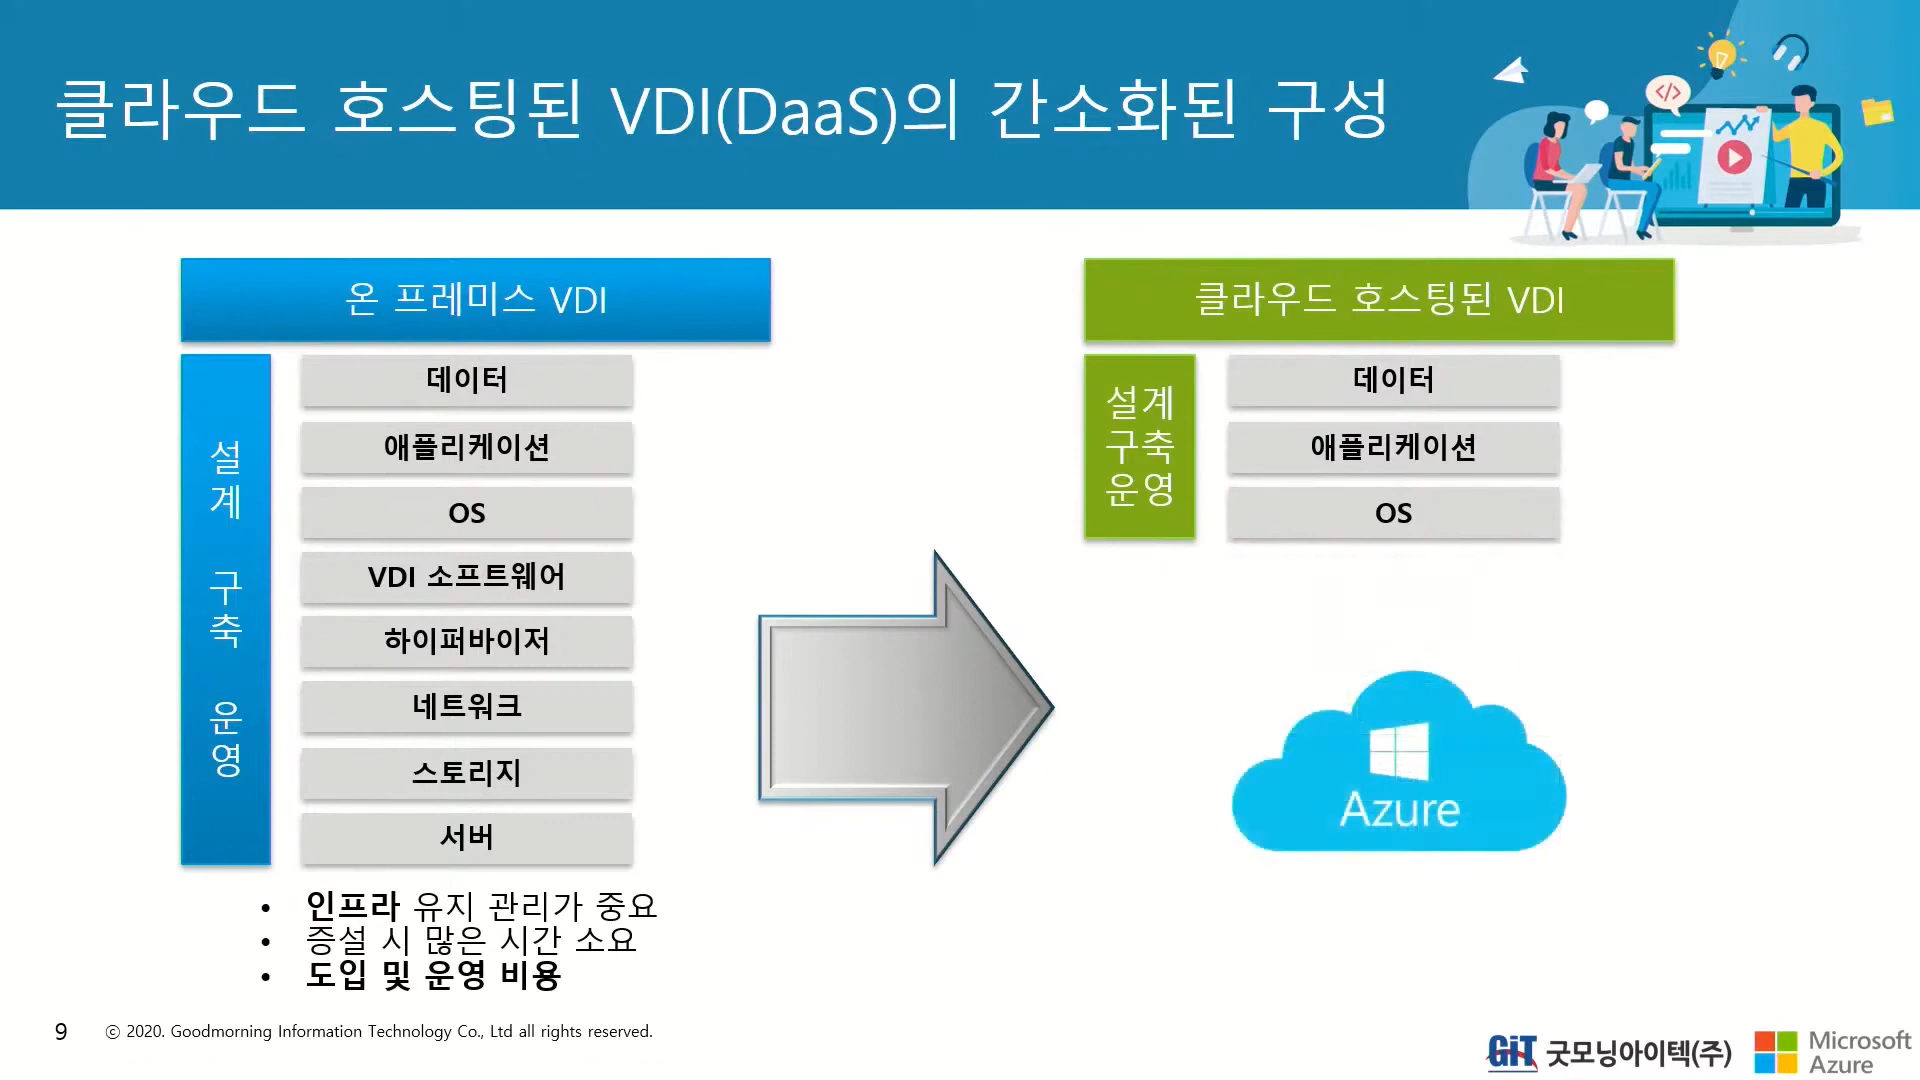 클라우드 호스팅된 VDI(DaaS)의 간소화된 구성
</>
온 프레미스 VDI
설계 구축 운영
데이터
애플리케이션
OS
VDI 소프트웨어
하이퍼바이저
네트워크
스토리지
서버
• 인프라 유지 관리가 중요
• 증설 시 많은 시간 소요
• 도입 및 운영 비용
클라우드 호스팅된 VDI
설계
구축
운영
데이터
애플리케이션
OS
Azure
9
ⓒ 2020. Goodmorning Information Technology Co., Ltd all rights reserved.
GiT 굿모닝아이텍(주)
Microsoft
Azure